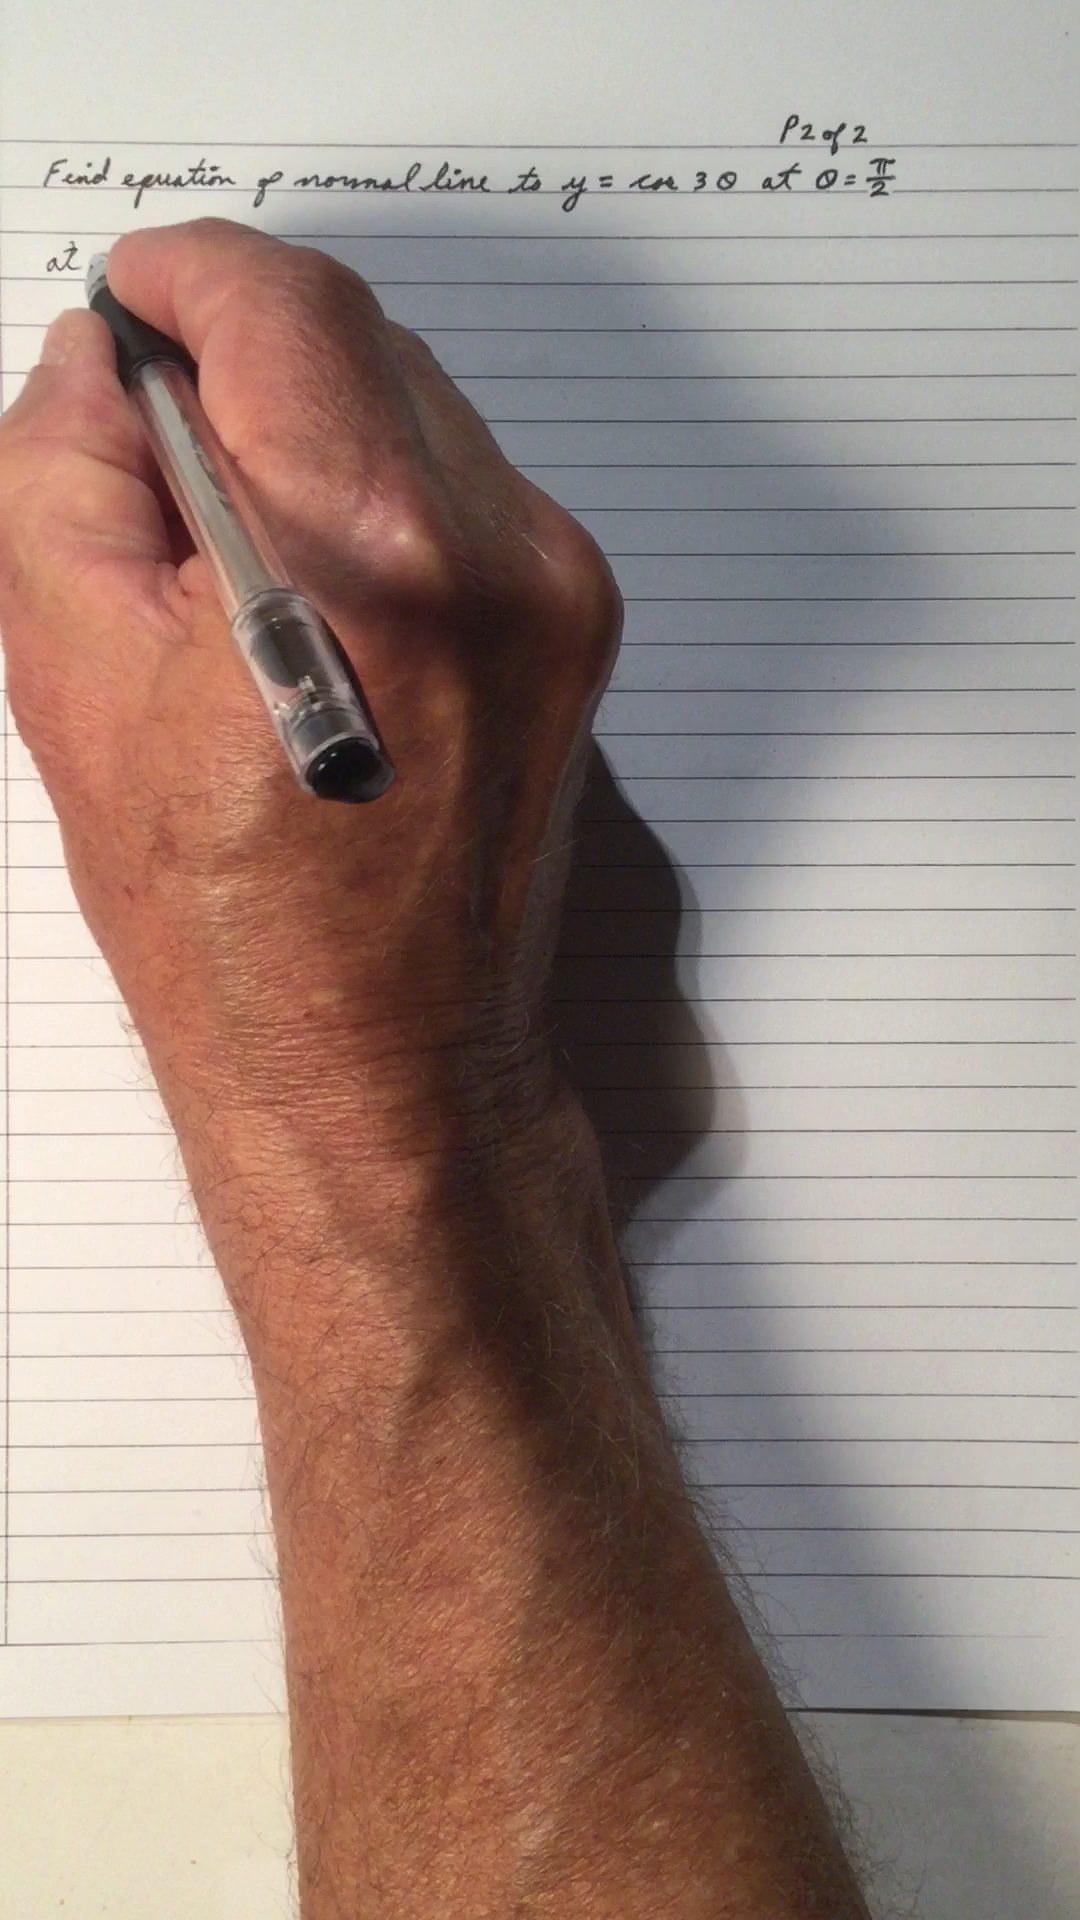 P2 of 2
Find equation of normal line to y = cos 3θ at θ = π/2
at